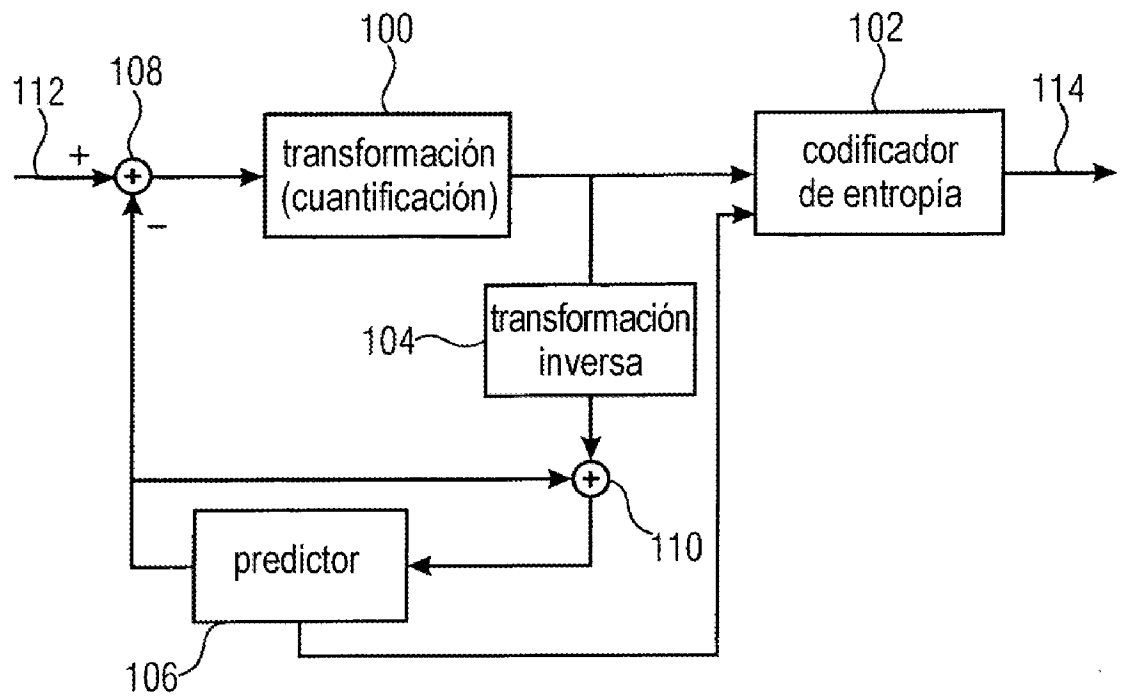 100
102
108
112
114
+
+
transformación
(cuantificación)
codificador
de entropía
−
104
transformación
inversa
+
110
predictor
106